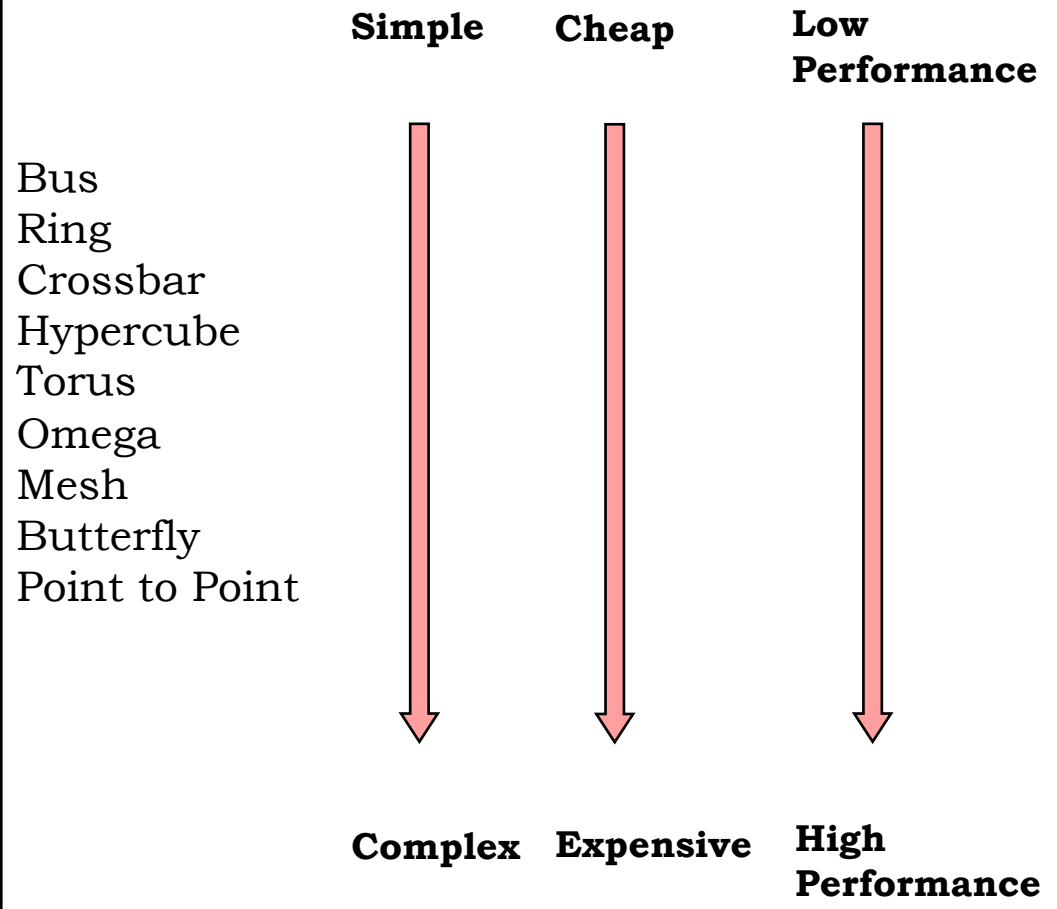 Simple Cheap Low
Performance
Bus
Ring
Crossbar
Hypercube
Torus
Omega
Mesh
Butterfly
Point to Point
Complex Expensive High
Performance